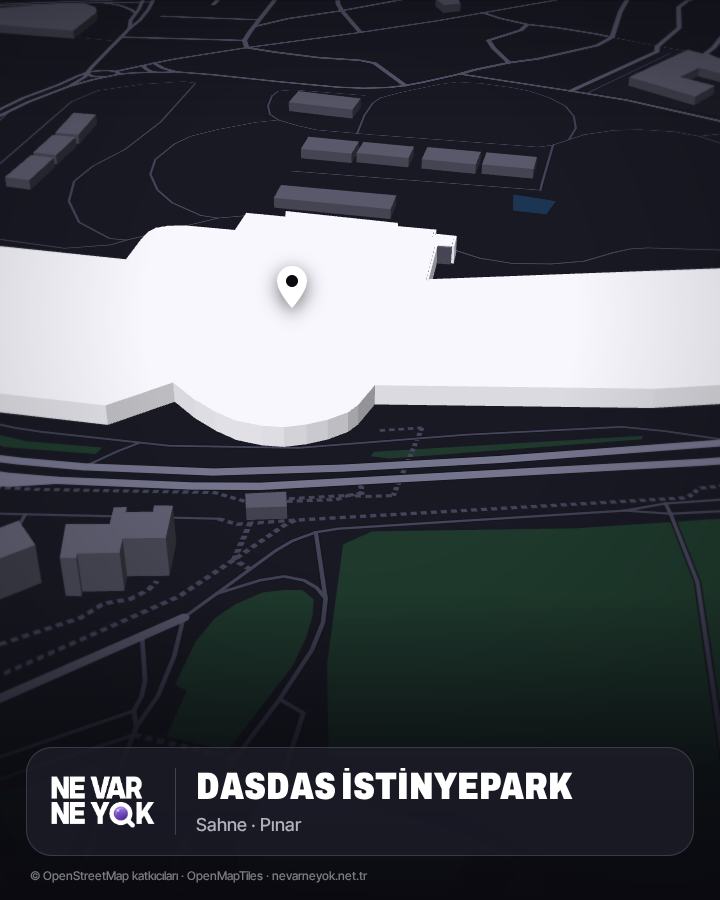 NE VAR
NE YOK
DASDAS İSTİNYEPARK
Sahne · Pınar
© OpenStreetMap katkıcıları · OpenMapTiles · nevarneyok.net.tr